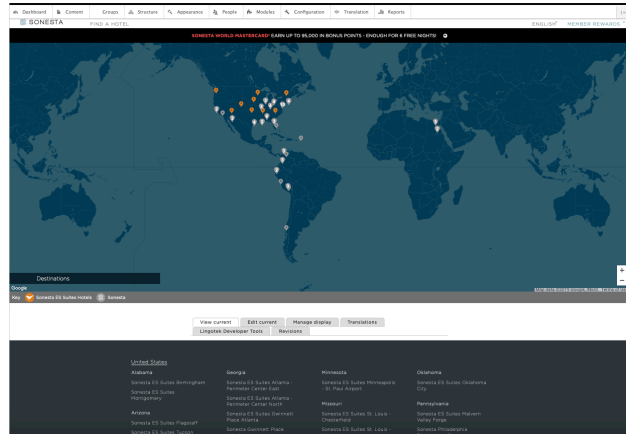 Dashboard Content Groups Structure Appearance People Modules Configuration Translation Reports
SONESTA FIND A HOTEL ENGLISH MEMBER REWARDS
SONESTA WORLD MASTERCARD® EARN UP TO 95,000 IN BONUS POINTS - ENOUGH FOR 6 FREE NIGHTS!
+
Destinations
−
Google
Key Sonesta ES Suites Hotels Sonesta
View current Edit current Manage display Translations
Lingotek Developer Tools Revisions
United States
Alabama
Sonesta ES Suites Birmingham
Sonesta ES Suites
Montgomery
Arizona
Sonesta ES Suites Flagstaff
Sonesta ES Suites Tucson
Georgia
Sonesta ES Suites Atlanta -
Perimeter Center East
Sonesta ES Suites Atlanta -
Perimeter Center North
Sonesta ES Suites Gwinnett
Place Atlanta
Sonesta Gwinnett Place
Minnesota
Sonesta ES Suites Minneapolis
- St. Paul Airport
Missouri
Sonesta ES Suites St. Louis -
Chesterfield
Sonesta ES Suites St. Louis -
Oklahoma
Sonesta ES Suites Oklahoma
City
Pennsylvania
Sonesta ES Suites Malvern
Valley Forge
Sonesta Philadelphia